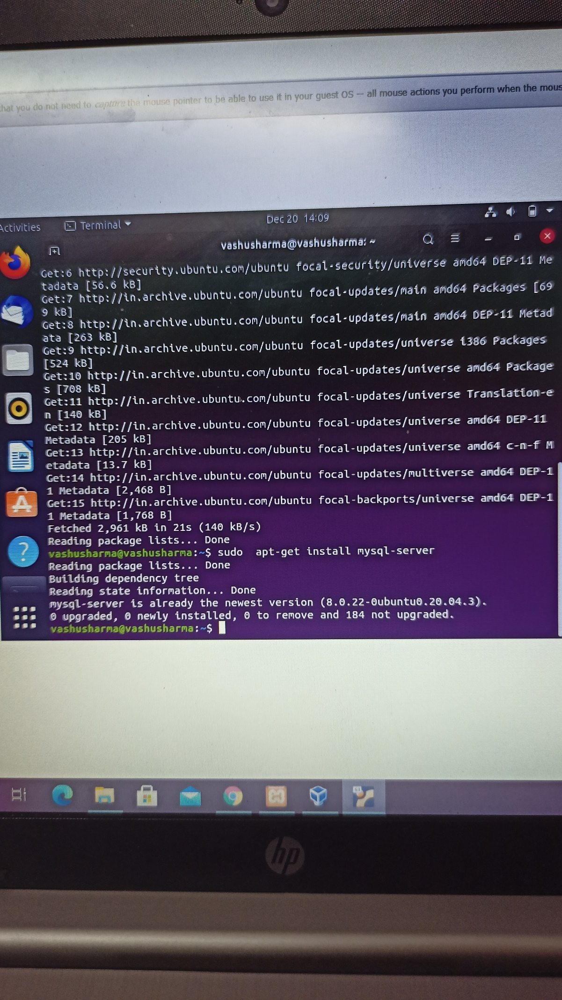 that you do not need to capture the mouse pointer to be able to use it in your guest OS — all mouse actions you perform when the mous
Activities Terminal Dec 20 14:09
vashusharma@vashusharma: ~
Get:6 http://security.ubuntu.com/ubuntu focal-security/universe amd64 DEP-11 Me
tadata [56.6 kB]
Get:7 http://in.archive.ubuntu.com/ubuntu focal-updates/main amd64 Packages [69
9 kB]
Get:8 http://in.archive.ubuntu.com/ubuntu focal-updates/main amd64 DEP-11 Metad
ata [263 kB]
Get:9 http://in.archive.ubuntu.com/ubuntu focal-updates/universe i386 Packages
[524 kB]
Get:10 http://in.archive.ubuntu.com/ubuntu focal-updates/universe amd64 Package
s [708 kB]
Get:11 http://in.archive.ubuntu.com/ubuntu focal-updates/universe Translation-e
n [140 kB]
Get:12 http://in.archive.ubuntu.com/ubuntu focal-updates/universe amd64 DEP-11
Metadata [205 kB]
Get:13 http://in.archive.ubuntu.com/ubuntu focal-updates/universe amd64 c-n-f M
etadata [13.7 kB]
Get:14 http://in.archive.ubuntu.com/ubuntu focal-updates/multiverse amd64 DEP-1
1 Metadata [2,468 B]
Get:15 http://in.archive.ubuntu.com/ubuntu focal-backports/universe amd64 DEP-1
1 Metadata [1,768 B]
Fetched 2,961 kB in 21s (140 kB/s)
Reading package lists... Done
vashusharma@vashusharma:~$ sudo  apt-get install mysql-server
Reading package lists... Done
Building dependency tree
Reading state information... Done
mysql-server is already the newest version (8.0.22-0ubuntu0.20.04.3).
0 upgraded, 0 newly installed, 0 to remove and 184 not upgraded.
vashusharma@vashusharma:~$
hp